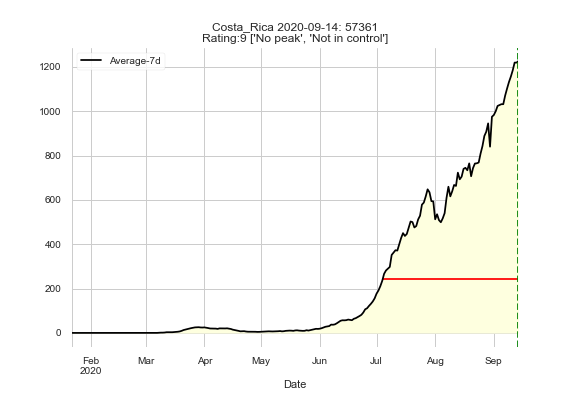 Costa_Rica 2020-09-14: 57361
Rating:9 ['No peak', 'Not in control']
Average-7d
1200
1000
800
600
400
200
0
Feb Mar Apr May Jun Jul Aug Sep
2020
Date